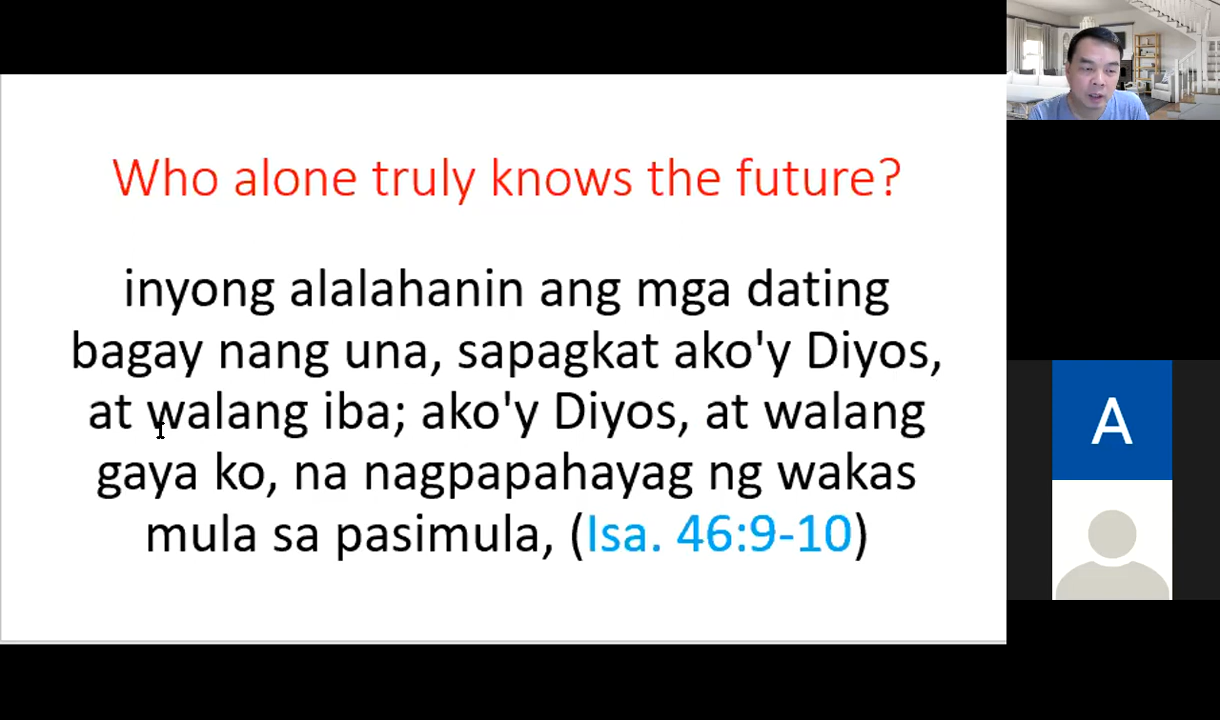 Who alone truly knows the future?
inyong alalahanin ang mga dating
bagay nang una, sapagkat ako'y Diyos,
at walang iba; ako'y Diyos, at walang
gaya ko, na nagpapahayag ng wakas
mula sa pasimula, (Isa. 46:9-10)
A